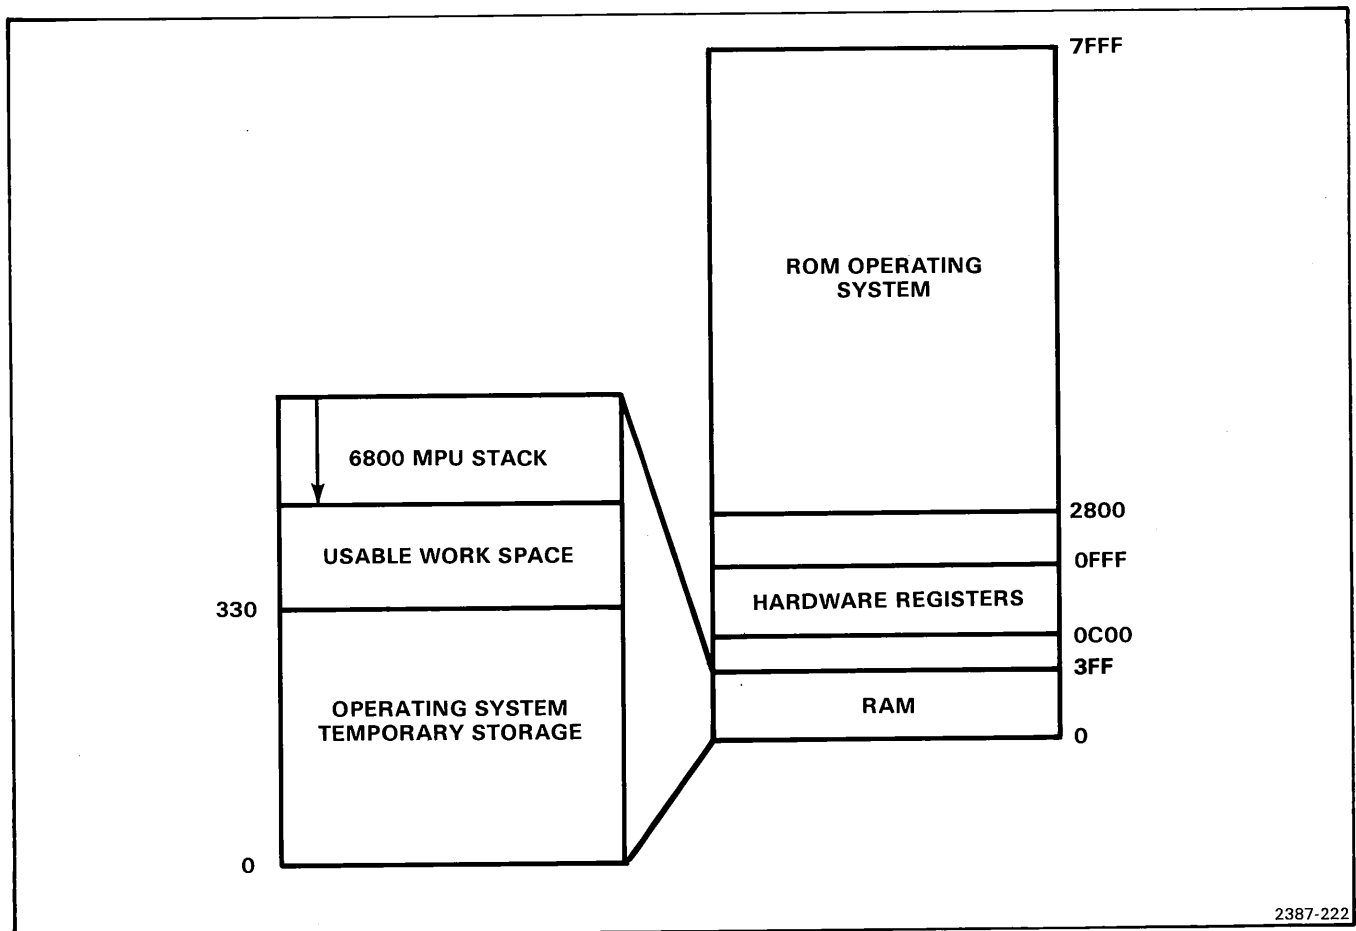 7FFF
ROM OPERATING
SYSTEM
6800 MPU STACK
2800
USABLE WORK SPACE
0FFF
HARDWARE REGISTERS
330
0C00
3FF
OPERATING SYSTEM
TEMPORARY STORAGE
RAM
0
0
2387-222